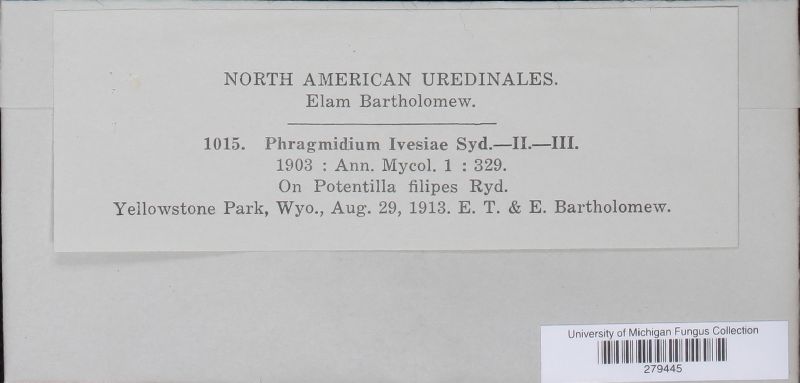 NORTH AMERICAN UREDINALES.
Elam Bartholomew.
1015. Phragmidium Ivesiae Syd.—II.—III.
1903 : Ann. Mycol. 1 : 329.
On Potentilla filipes Ryd.
Yellowstone Park, Wyo., Aug. 29, 1913. E. T. & E. Bartholomew.
University of Michigan Fungus Collection
279445